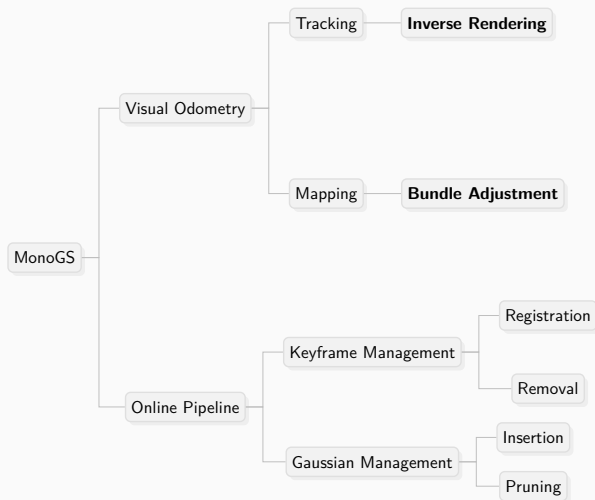 MonoGS
Visual Odometry
Tracking
Inverse Rendering
Mapping
Bundle Adjustment
Online Pipeline
Keyframe Management
Registration
Removal
Gaussian Management
Insertion
Pruning